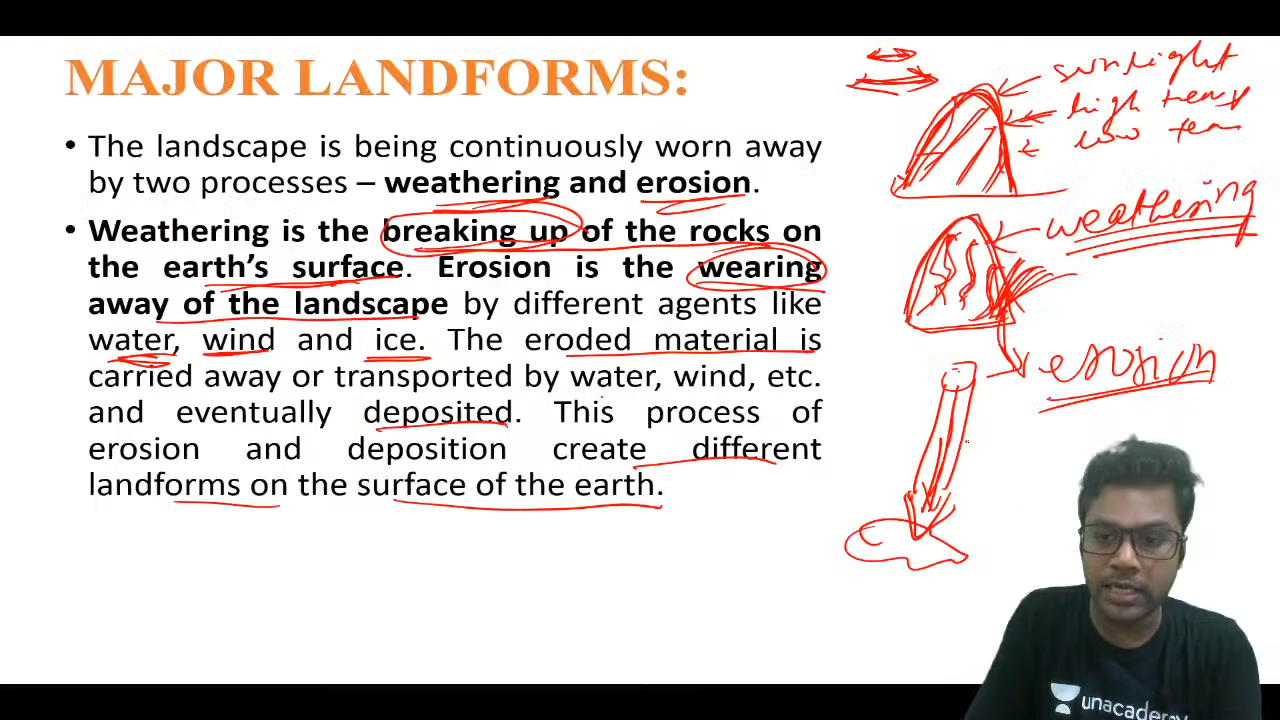 MAJOR LANDFORMS:
• The landscape is being continuously worn away
by two processes – weathering and erosion.
• Weathering is the breaking up of the rocks on
the earth's surface. Erosion is the wearing
away of the landscape by different agents like
water, wind and ice. The eroded material is
carried away or transported by water, wind, etc.
and eventually deposited. This process of
erosion and deposition create different
landforms on the surface of the earth.
sunlight
high temp
low tem
weathering
erosion
unacademy